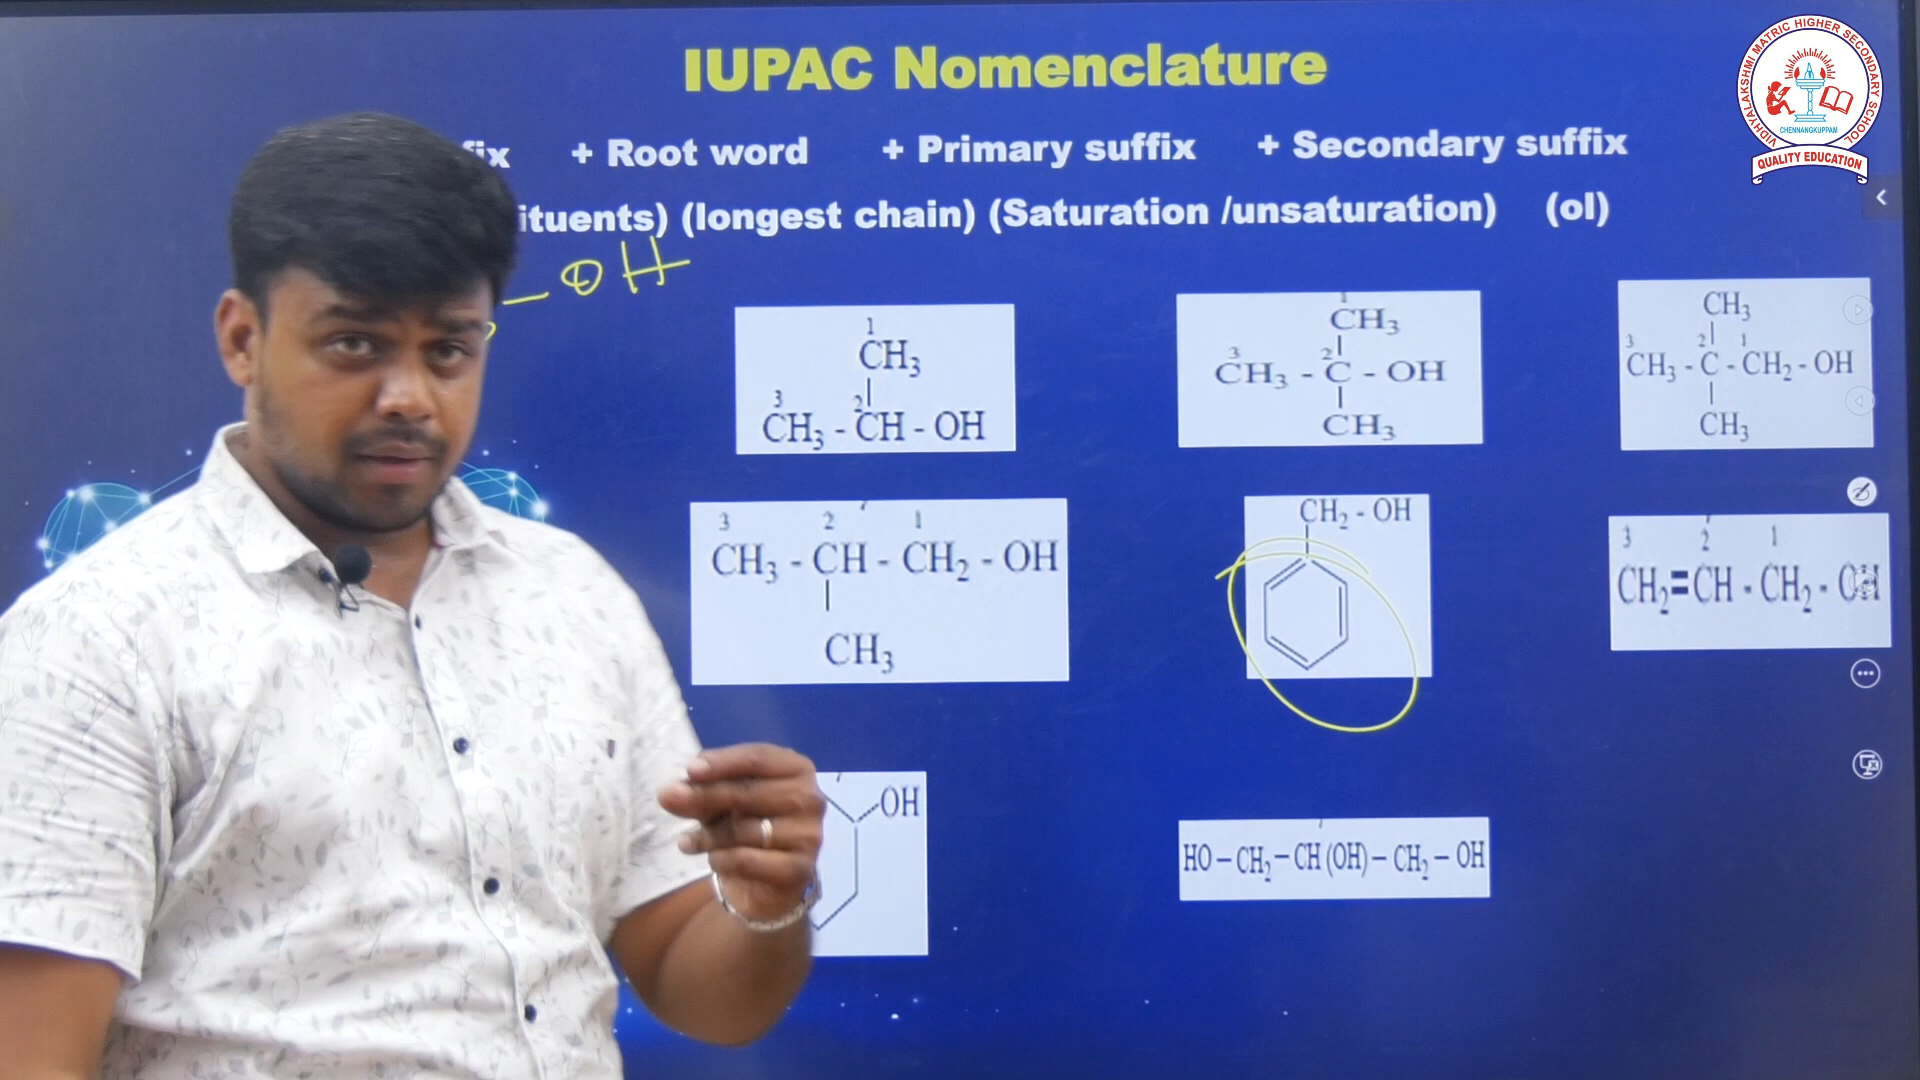 IUPAC Nomenclature
fix + Root word + Primary suffix + Secondary suffix
ituents) (longest chain) (Saturation /unsaturation) (ol)
- OH
1
CH₃
3 2
CH₃ - CH - OH
1
CH₃
3 2
CH₃ - C - OH
CH₃
CH₃
3 2 1
CH₃ - C - CH₂ - OH
CH₃
3 2 1
CH₃ - CH - CH₂ - OH
CH₃
CH₂ - OH
3 2 1
CH₂=CH - CH₂ - OH
OH
HO – CH₂ – CH (OH) – CH₂ – OH
VIDHYALAKSHMI MATRIC HIGHER SECONDARY SCHOOL
CHENNANGKUPPAM
QUALITY EDUCATION